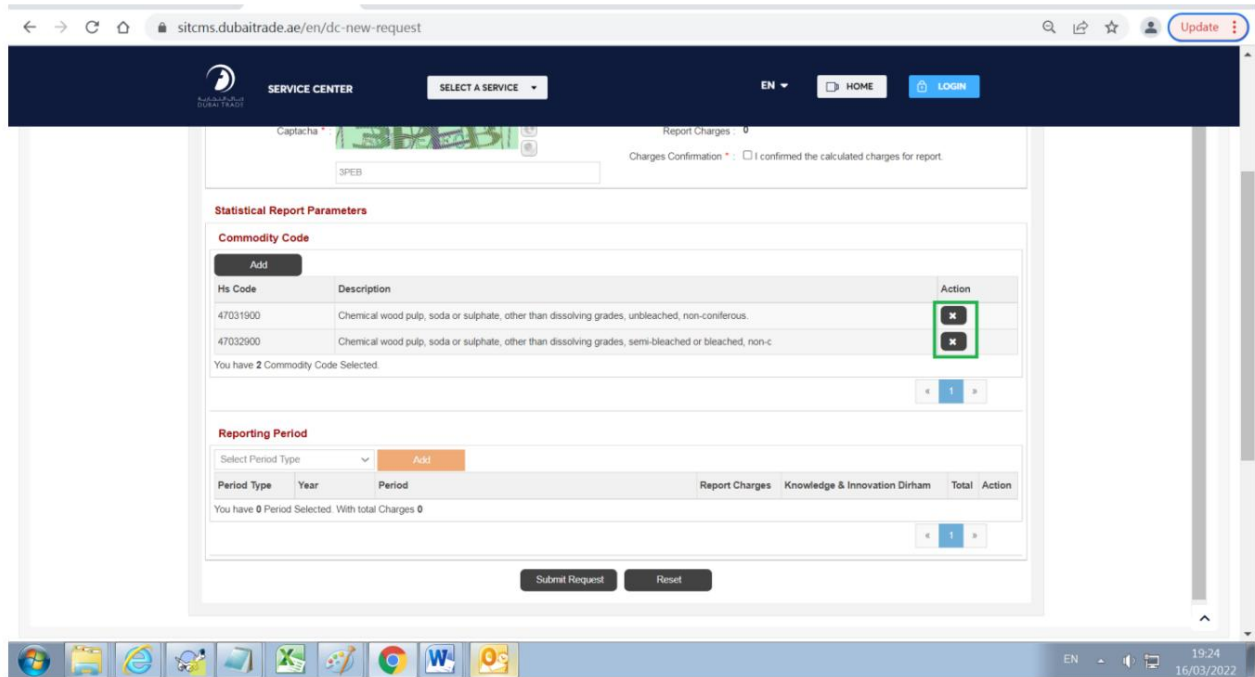 sitcms.dubaitrade.ae/en/dc-new-request Update
DUBAI TRADE SERVICE CENTER SELECT A SERVICE EN HOME LOGIN
Captacha * : 3PEB Report Charges : 0
Charges Confirmation * : I confirmed the calculated charges for report.
3PEB
Statistical Report Parameters
Commodity Code
Add
Hs Code Description Action
47031900 Chemical wood pulp, soda or sulphate, other than dissolving grades, unbleached, non-coniferous.
47032900 Chemical wood pulp, soda or sulphate, other than dissolving grades, semi-bleached or bleached, non-c
You have 2 Commodity Code Selected.
« 1 »
Reporting Period
Select Period Type Add
Period Type Year Period Report Charges Knowledge & Innovation Dirham Total Action
You have 0 Period Selected. With total Charges 0
« 1 »
Submit Request Reset
EN 19:24
16/03/2022